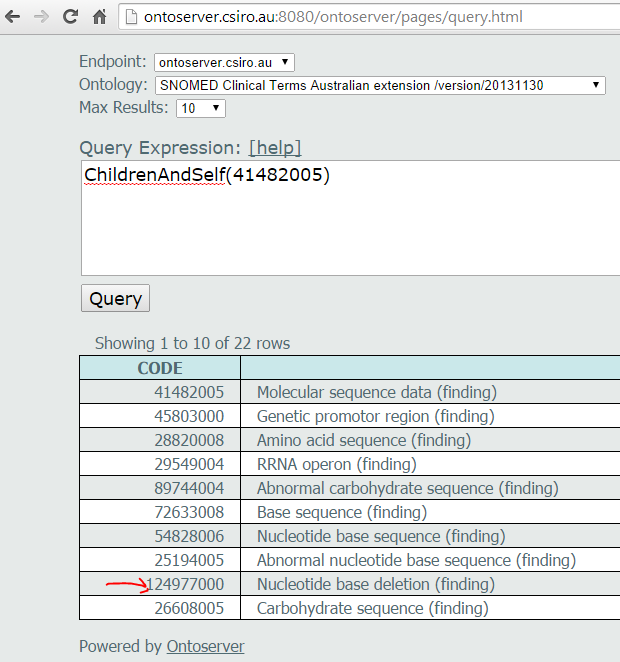 ontoserver.csiro.au:8080/ontoserver/pages/query.html
Endpoint: ontoserver.csiro.au
Ontology: SNOMED Clinical Terms Australian extension /version/20131130
Max Results: 10
Query Expression: [help]
ChildrenAndSelf(41482005)
Query
Showing 1 to 10 of 22 rows
CODE
41482005 Molecular sequence data (finding)
45803000 Genetic promotor region (finding)
28820008 Amino acid sequence (finding)
29549004 RRNA operon (finding)
89744004 Abnormal carbohydrate sequence (finding)
72633008 Base sequence (finding)
54828006 Nucleotide base sequence (finding)
25194005 Abnormal nucleotide base sequence (finding)
124977000 Nucleotide base deletion (finding)
26608005 Carbohydrate sequence (finding)
Powered by Ontoserver